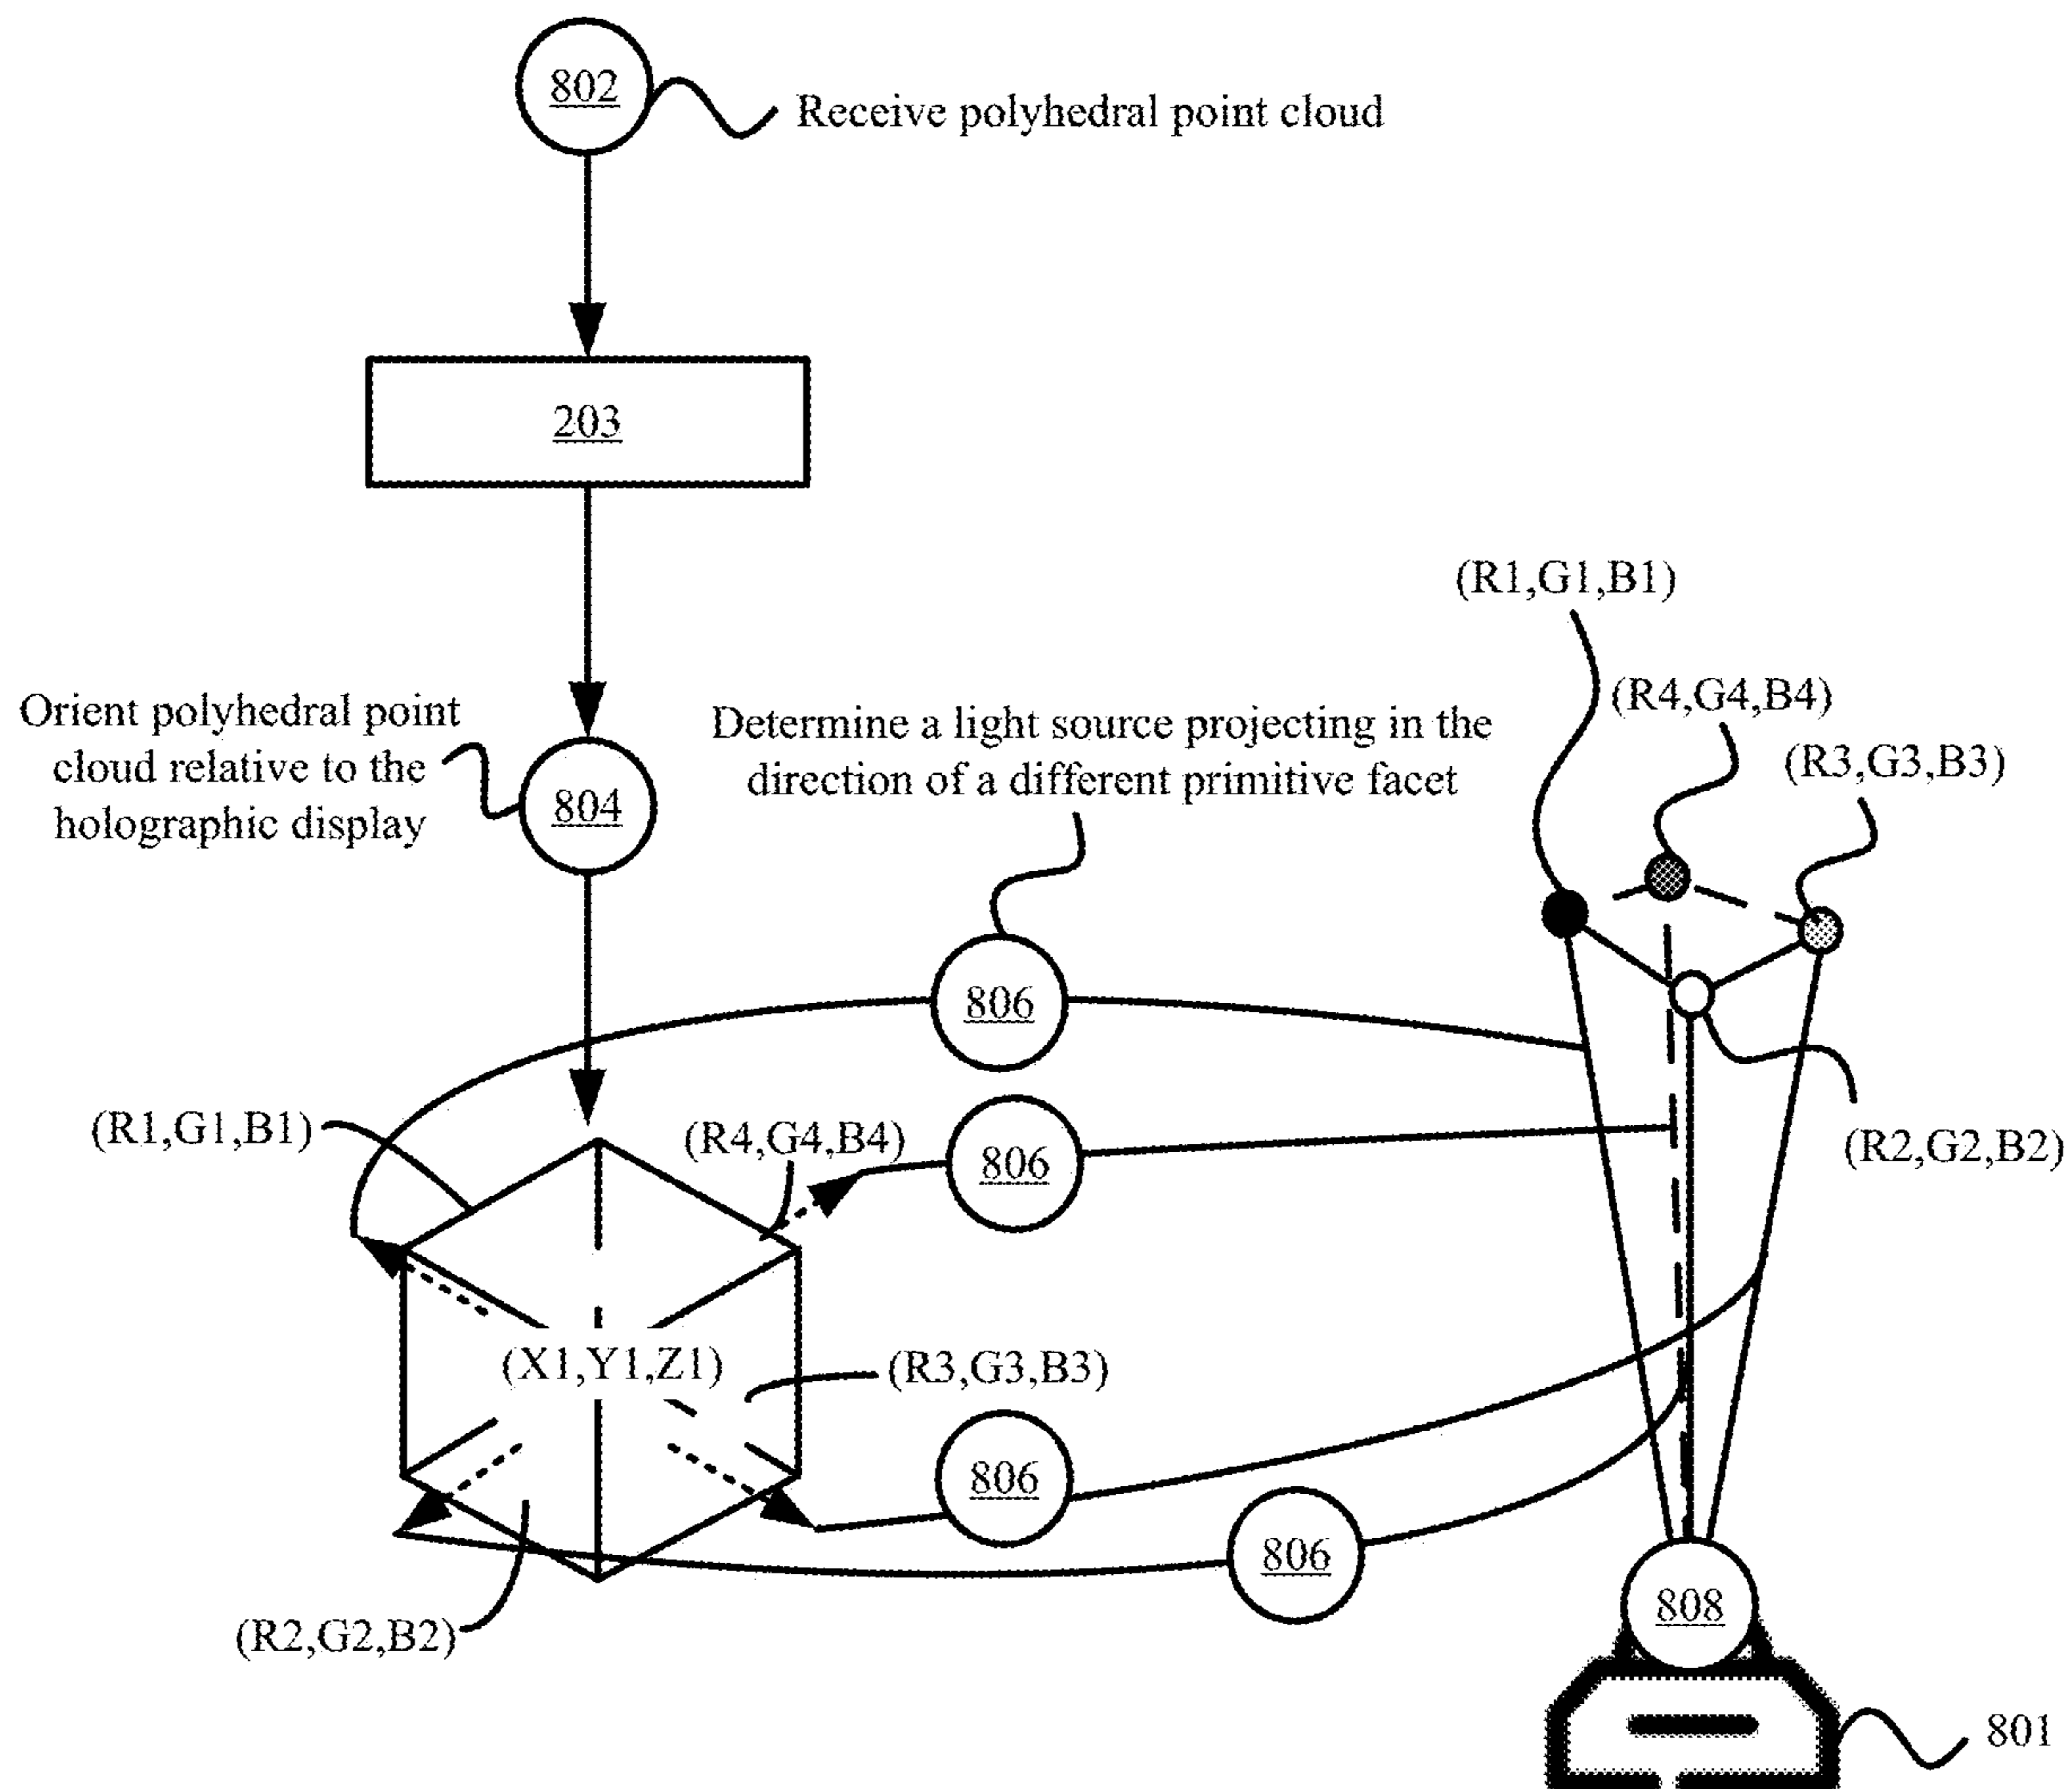 802
Receive polyhedral point cloud
203
(R1,G1,B1)
(R4,G4,B4)
(R3,G3,B3)
Orient polyhedral point
cloud relative to the
holographic display
804
Determine a light source projecting in the
direction of a different primitive facet
806
(R1,G1,B1)
(R4,G4,B4)
806
(R2,G2,B2)
(X1,Y1,Z1)
(R3,G3,B3)
806
806
(R2,G2,B2)
808
801